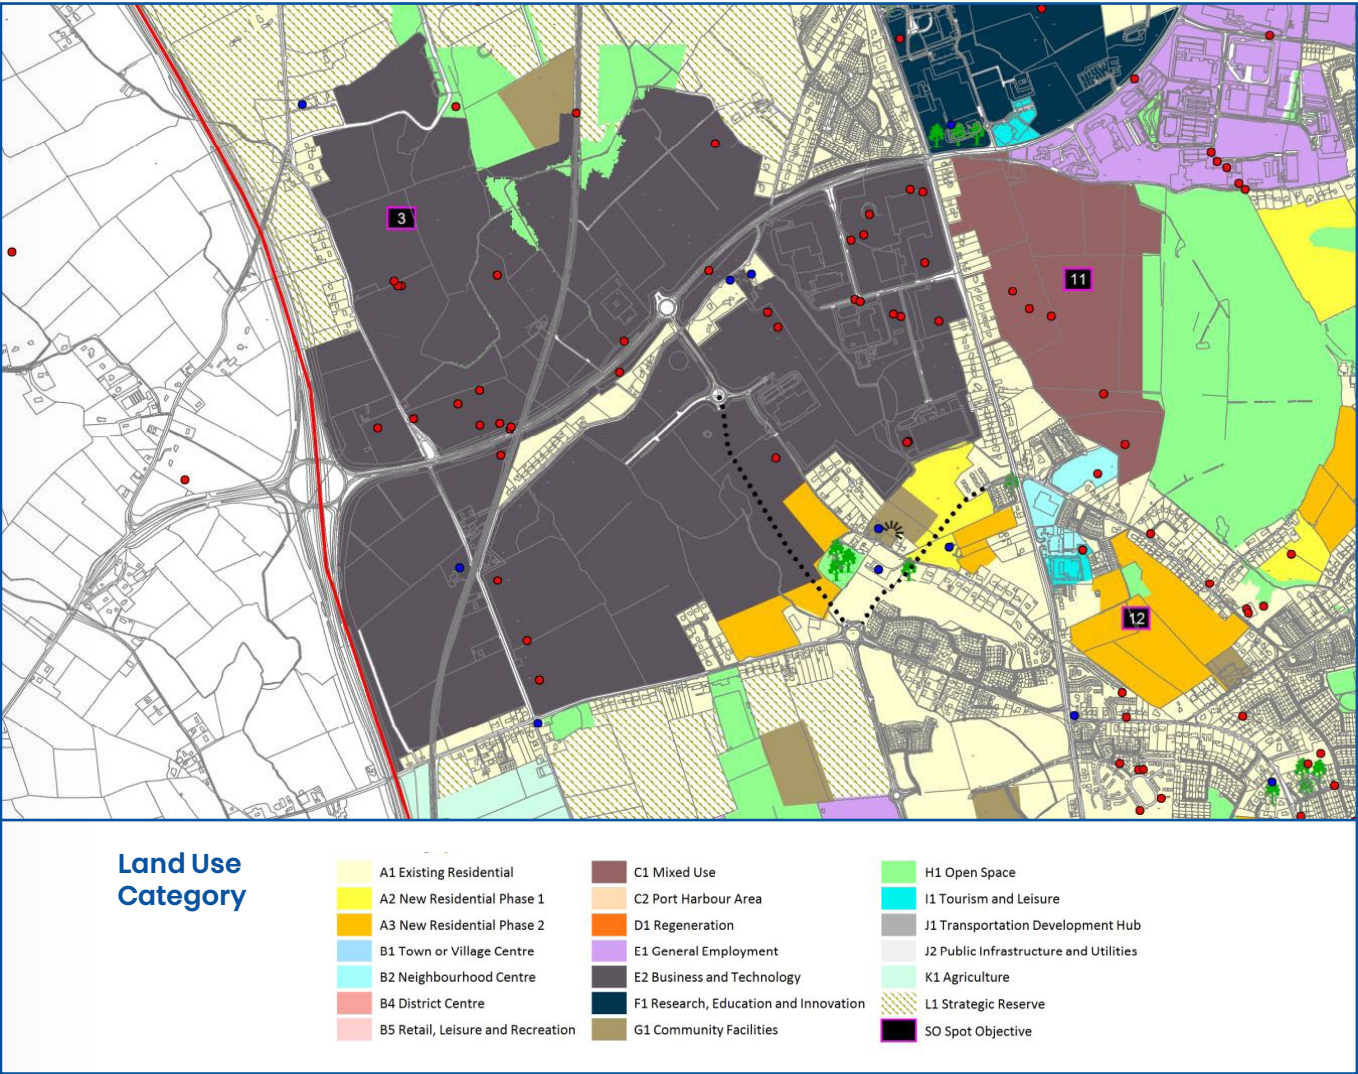 3
11
12
Land Use
Category
A1 Existing Residential
A2 New Residential Phase 1
A3 New Residential Phase 2
B1 Town or Village Centre
B2 Neighbourhood Centre
B4 District Centre
B5 Retail, Leisure and Recreation
C1 Mixed Use
C2 Port Harbour Area
D1 Regeneration
E1 General Employment
E2 Business and Technology
F1 Research, Education and Innovation
G1 Community Facilities
H1 Open Space
I1 Tourism and Leisure
J1 Transportation Development Hub
J2 Public Infrastructure and Utilities
K1 Agriculture
L1 Strategic Reserve
SO Spot Objective